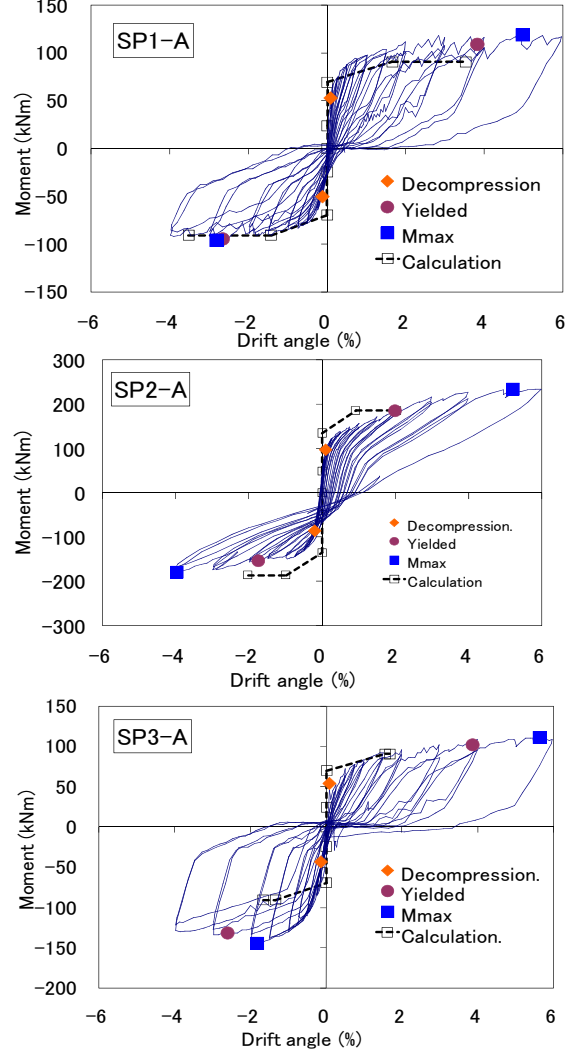 150
SP1-A
100
50
0
Moment (kNm)
-50
-100
-150
Decompression
Yielded
Mmax
Calculation
-6 -4 -2 0 2 4 6
Drift angle (%)
300
SP2-A
200
100
0
Moment (kNm)
-100
-200
-300
Decompression.
Yielded
Mmax
Calculation
-6 -4 -2 0 2 4 6
Drift angle (%)
150
SP3-A
100
50
0
Moment (kNm)
-50
-100
-150
-200
Decompression.
Yielded
Mmax
Calculation.
-6 -4 -2 0 2 4 6
Drift angle (%)